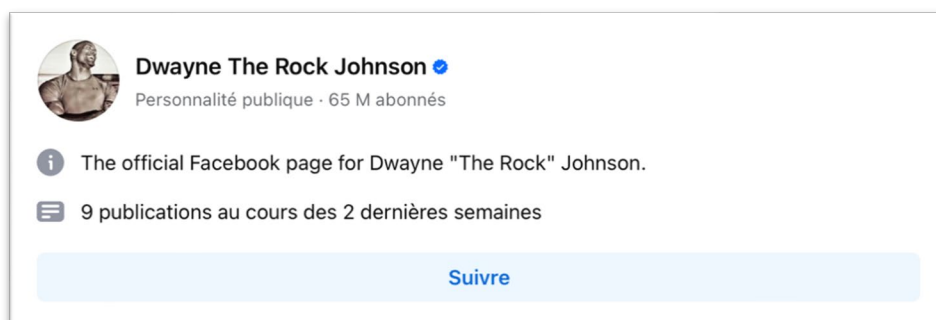 Dwayne The Rock Johnson
Personnalité publique · 65 M abonnés
The official Facebook page for Dwayne "The Rock" Johnson.
9 publications au cours des 2 dernières semaines
Suivre